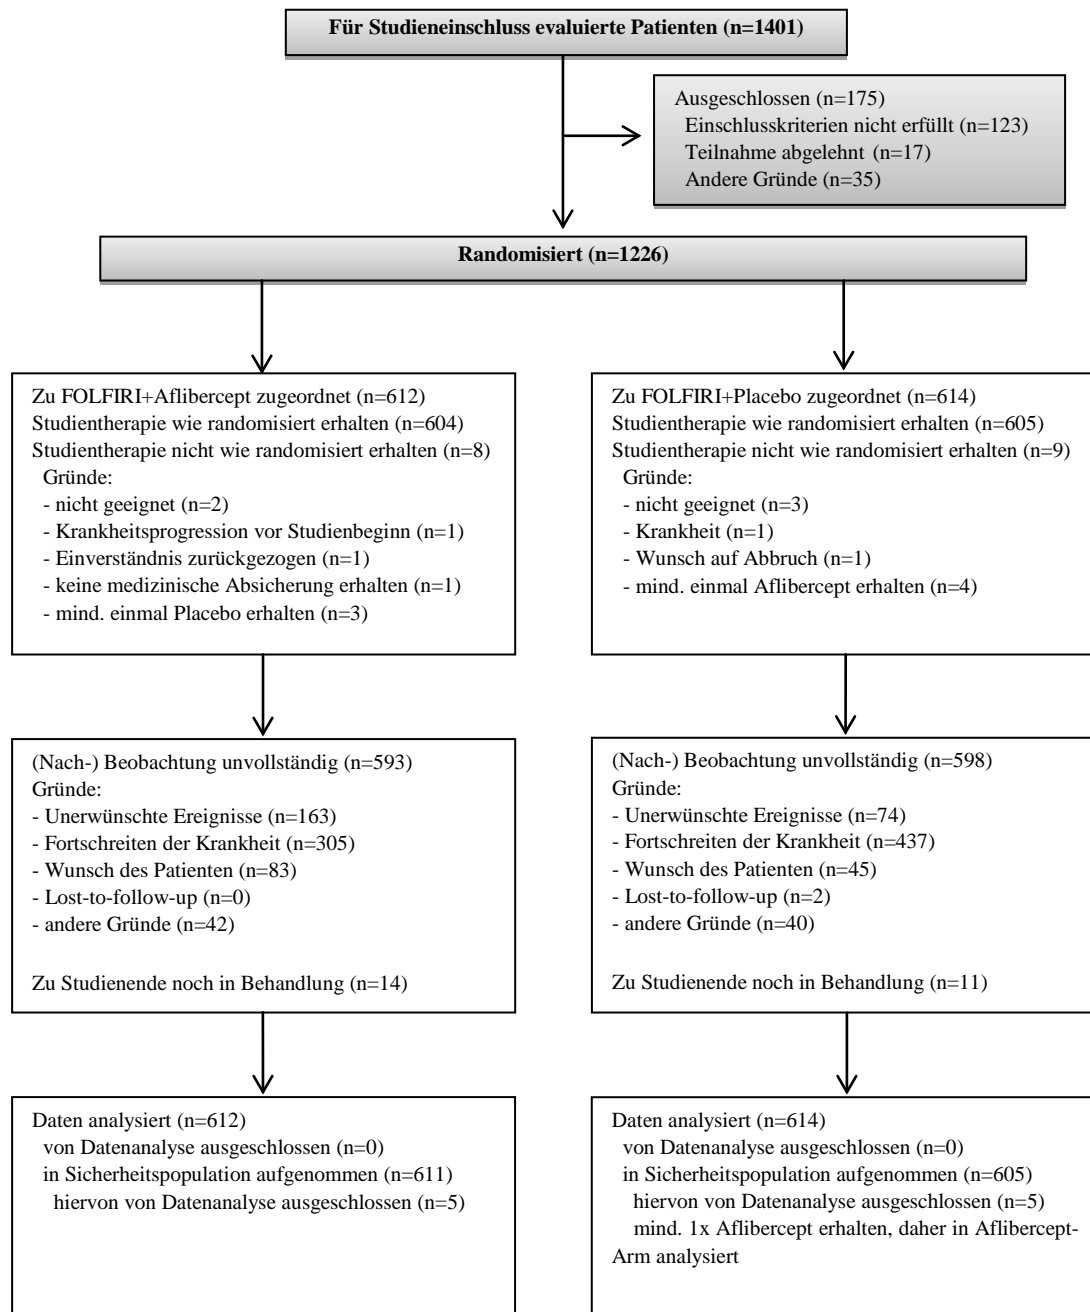 Für Studieneinschluss evaluierte Patienten (n=1401)
Ausgeschlossen (n=175)
Einschlusskriterien nicht erfüllt (n=123)
Teilnahme abgelehnt (n=17)
Andere Gründe (n=35)
Randomisiert (n=1226)
Zu FOLFIRI+Aflibercept zugeordnet (n=612)
Studientherapie wie randomisiert erhalten (n=604)
Studientherapie nicht wie randomisiert erhalten (n=8)
Gründe:
- nicht geeignet (n=2)
- Krankheitsprogression vor Studienbeginn (n=1)
- Einverständnis zurückgezogen (n=1)
- keine medizinische Absicherung erhalten (n=1)
- mind. einmal Placebo erhalten (n=3)
Zu FOLFIRI+Placebo zugeordnet (n=614)
Studientherapie wie randomisiert erhalten (n=605)
Studientherapie nicht wie randomisiert erhalten (n=9)
Gründe:
- nicht geeignet (n=3)
- Krankheit (n=1)
- Wunsch auf Abbruch (n=1)
- mind. einmal Aflibercept erhalten (n=4)
(Nach-) Beobachtung unvollständig (n=593)
Gründe:
- Unerwünschte Ereignisse (n=163)
- Fortschreiten der Krankheit (n=305)
- Wunsch des Patienten (n=83)
- Lost-to-follow-up (n=0)
- andere Gründe (n=42)
Zu Studienende noch in Behandlung (n=14)
(Nach-) Beobachtung unvollständig (n=598)
Gründe:
- Unerwünschte Ereignisse (n=74)
- Fortschreiten der Krankheit (n=437)
- Wunsch des Patienten (n=45)
- Lost-to-follow-up (n=2)
- andere Gründe (n=40)
Zu Studienende noch in Behandlung (n=11)
Daten analysiert (n=612)
von Datenanalyse ausgeschlossen (n=0)
in Sicherheitspopulation aufgenommen (n=611)
hiervon von Datenanalyse ausgeschlossen (n=5)
Daten analysiert (n=614)
von Datenanalyse ausgeschlossen (n=0)
in Sicherheitspopulation aufgenommen (n=605)
hiervon von Datenanalyse ausgeschlossen (n=5)
mind. 1x Aflibercept erhalten, daher in Aflibercept-
Arm analysiert